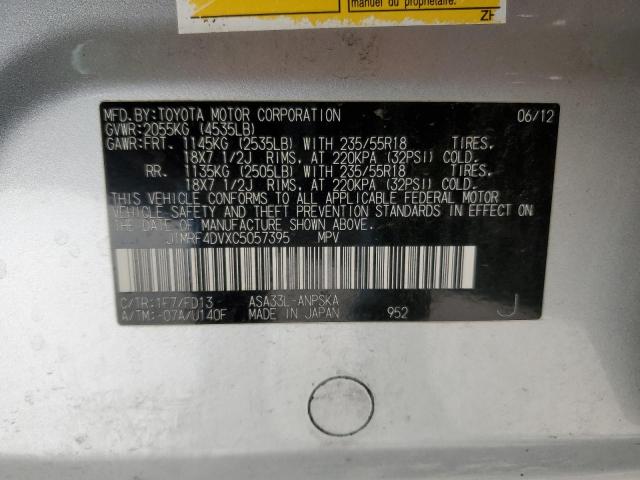 manuel du propriétaire.
ZH
MFD.BY:TOYOTA MOTOR CORPORATION 06/12
GVWR:2055KG (4535LB)
GAWR:FRT. 1145KG (2535LB) WITH 235/55R18 TIRES.
18X7 1/2J RIMS, AT 220KPA (32PSI) COLD.
RR. 1135KG (2505LB) WITH 235/55R18 TIRES.
18X7 1/2J RIMS, AT 220KPA (32PSI) COLD.
THIS VEHICLE CONFORMS TO ALL APPLICABLE FEDERAL MOTOR
VEHICLE SAFETY AND THEFT PREVENTION STANDARDS IN EFFECT
ON THE DATE OF MANUFACTURE SHOWN ABOVE.
JTMRF4DVXC5057395 MPV
C/TR:1F7/FD13 ASA33L-ANPSKA
A/TM:-07A/U140F MADE IN JAPAN 952 J